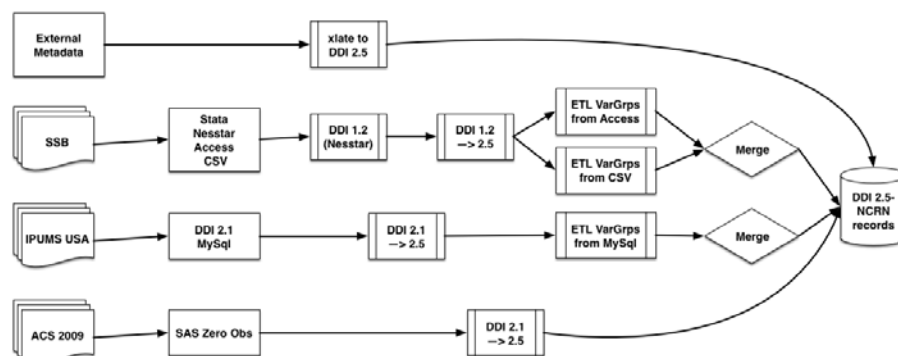 External
Metadata
xlate to
DDI 2.5
SSB
Stata
Nesstar
Access
CSV
DDI 1.2
(Nesstar)
DDI 1.2
—> 2.5
ETL VarGrps
from Access
ETL VarGrps
from CSV
Merge
DDI 2.5-
NCRN
records
IPUMS USA
DDI 2.1
MySql
DDI 2.1
—> 2.5
ETL VarGrps
from MySql
Merge
ACS 2009
SAS Zero Obs
DDI 2.1
—> 2.5